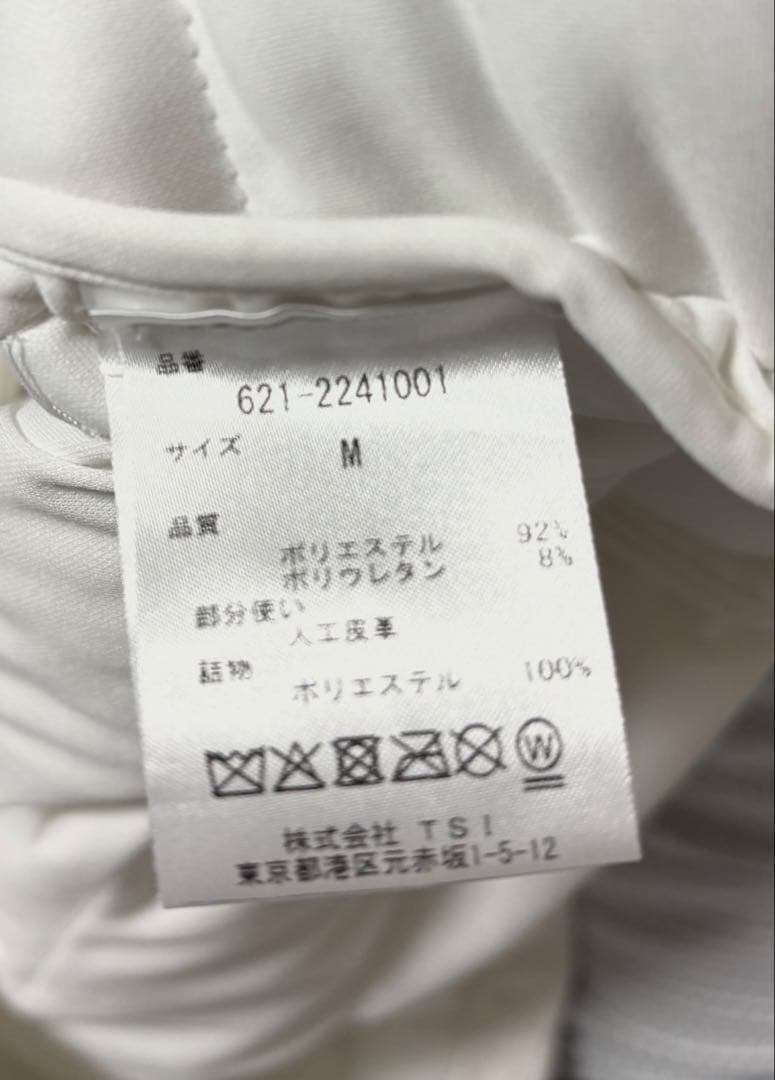 品番
621-2241001
サイズ M
品質
ポリエステル 92%
ポリウレタン 8%
部分使い
人工皮革
詰物
ポリエステル 100%
W
株式会社 TSI
東京都港区元赤坂1-5-12